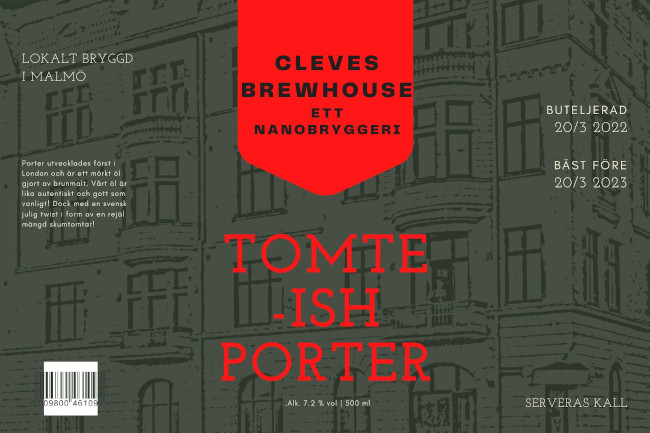 LOKALT BRYGGD
I MALMÖ
Porter utvecklades först i
London och är ett mörkt öl
gjort av brunmalt. Vårt öl är
lika autentiskt och gott som
vanligt! Dock med en svensk
julig twist i form av en rejäl
mängd skumtomtar!
09800 46109
CLEVES
BREWHOUSE
ETT
NANOBRYGGERI
TOMTE
-ISH
PORTER
Alk. 7.2 % vol | 500 ml
BUTELJERAD
20/3 2022
BÄST FÖRE
20/3 2023
SERVERAS KALL